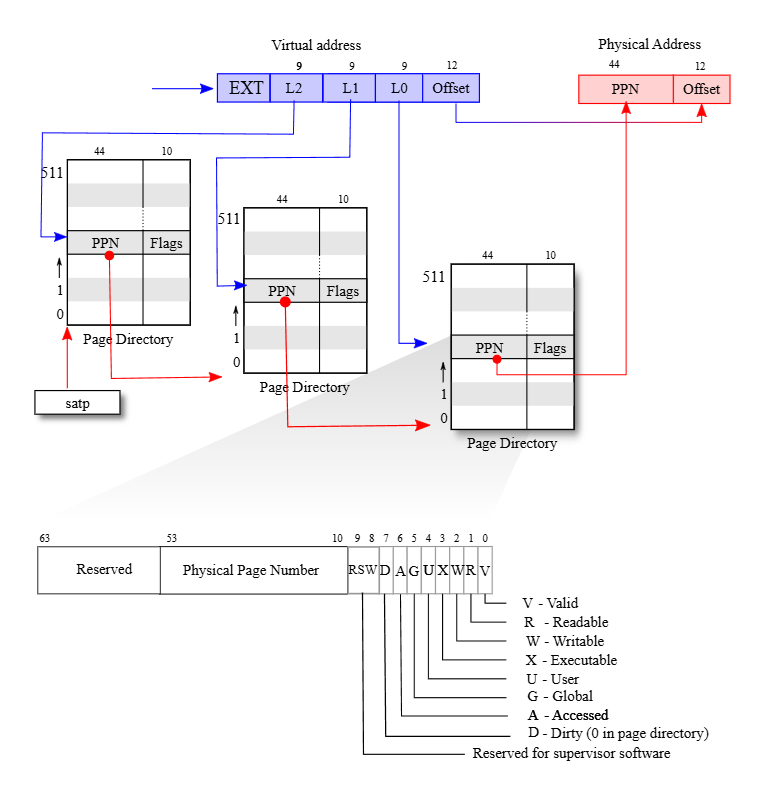 Virtual address
Physical Address
9 9 9 12
44 12
EXT L2 L1 L0 Offset
PPN Offset
44 10
511
PPN Flags
1
0
Page Directory
satp
44 10
511
PPN Flags
1
0
Page Directory
44 10
511
PPN Flags
1
0
Page Directory
63 53 10 9 8 7 6 5 4 3 2 1 0
Reserved Physical Page Number RSW D A G U X W R V
V - Valid
R - Readable
W - Writable
X - Executable
U - User
G - Global
A - Accessed
D - Dirty (0 in page directory)
Reserved for supervisor software